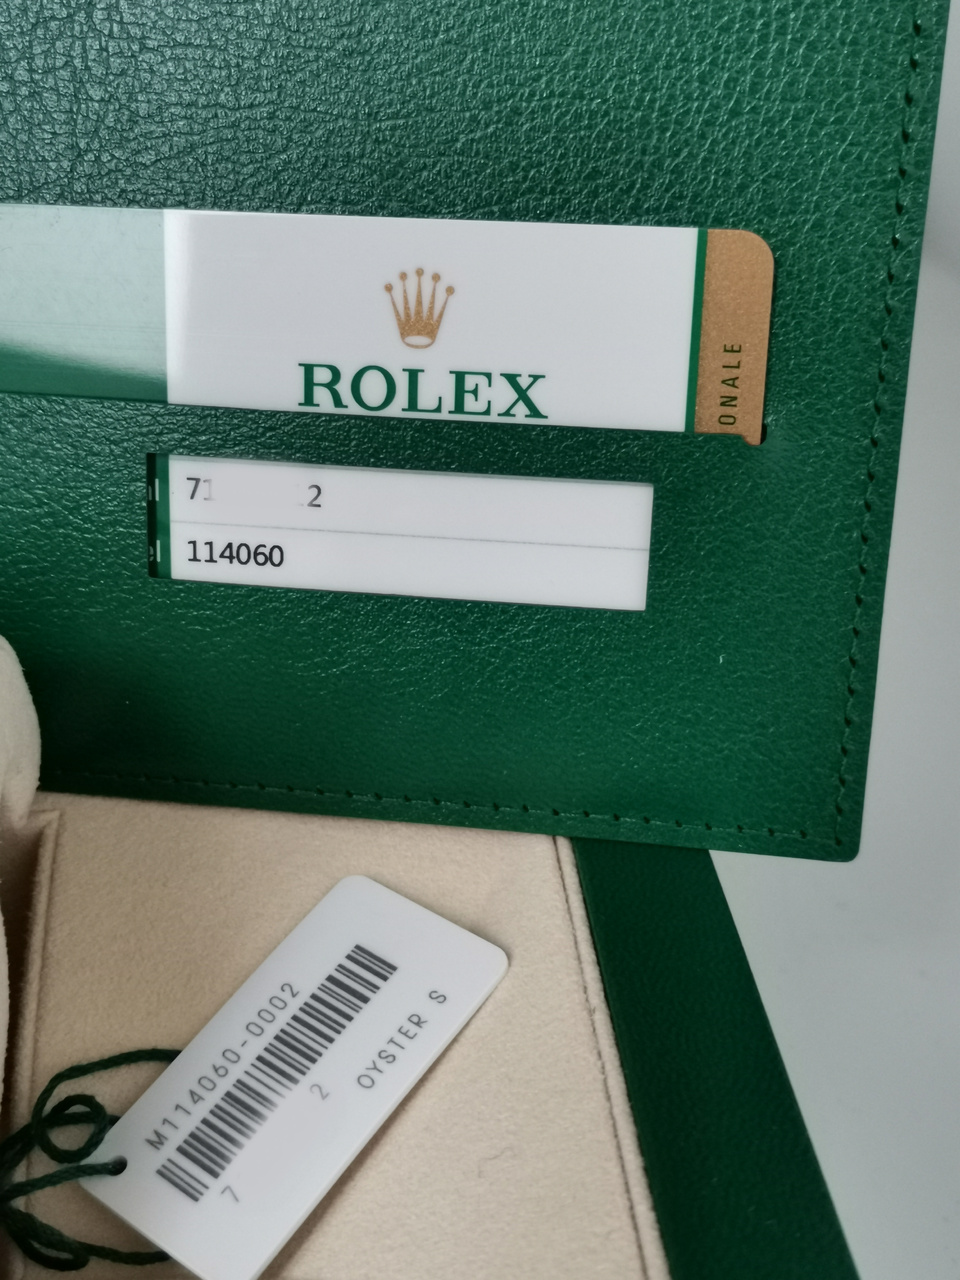 ROLEX
ONALE
71 2
114060
M114060-0002
7 2 OYSTER S